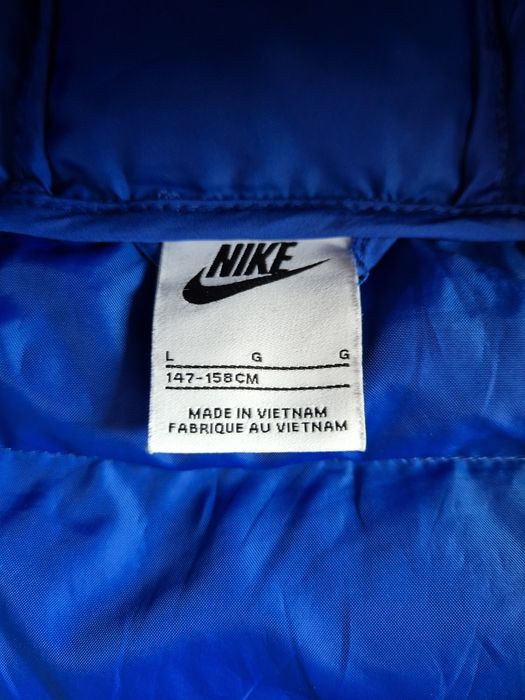 NIKE
L G G
147-158CM
MADE IN VIETNAM
FABRIQUE AU VIETNAM